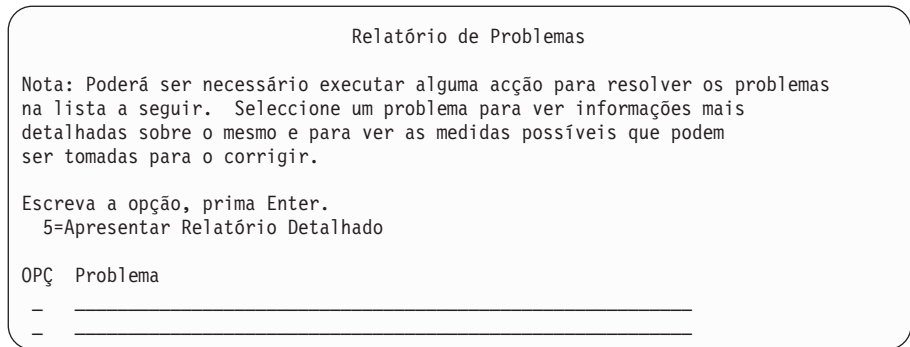 Relatório de Problemas
Nota: Poderá ser necessário executar alguma acção para resolver os problemas
na lista a seguir. Seleccione um problema para ver informações mais
detalhadas sobre o mesmo e para ver as medidas possíveis que podem
ser tomadas para o corrigir.
Escreva a opção, prima Enter.
5=Apresentar Relatório Detalhado
OPÇ Problema
_ __________________________________________________________
_ __________________________________________________________